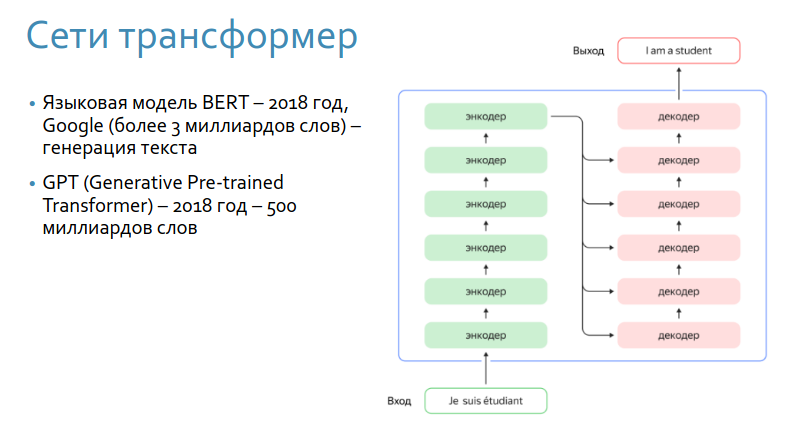 Сети трансформер
• Языковая модель BERT – 2018 год,
Google (более 3 миллиардов слов) –
генерация текста
• GPT (Generative Pre-trained
Transformer) – 2018 год – 500
миллиардов слов
Выход
I am a student
энкодер
декодер
энкодер
декодер
энкодер
декодер
энкодер
декодер
энкодер
декодер
энкодер
декодер
Вход
Je suis étudiant